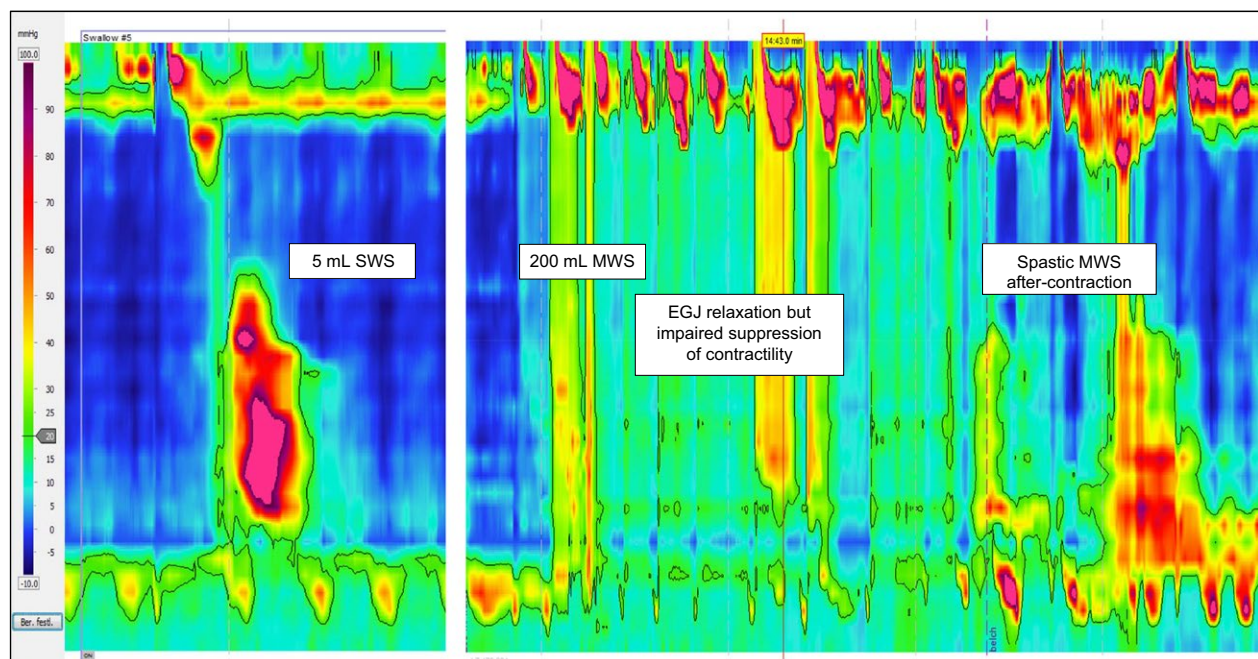 mmHg
100.0
90
80
70
60
50
40
30
20
10
5
0
-5
-10.0
Ber. festl.
Swallow #5
14:43.0 min
5 mL SWS
200 mL MWS
EGJ relaxation but
impaired suppression
of contractility
Spastic MWS
after-contraction
belch